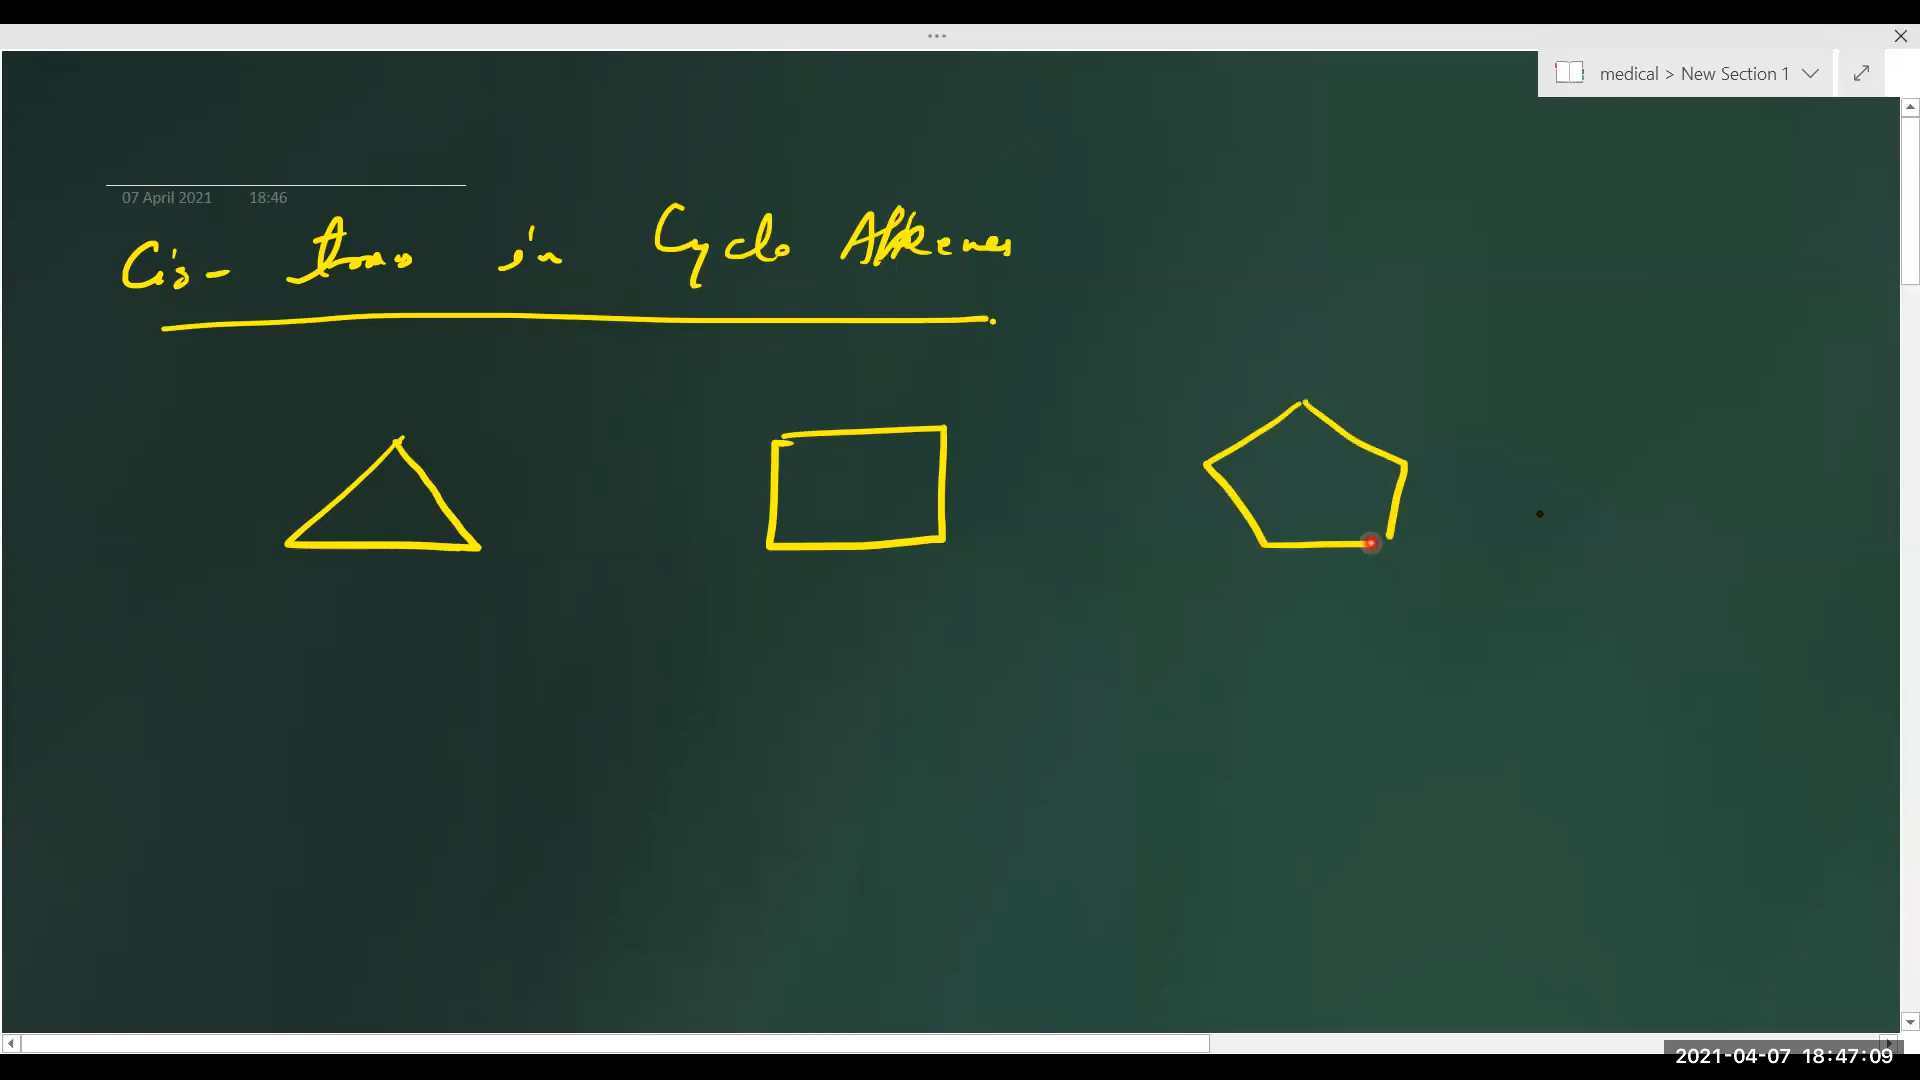 medical > New Section 1
07 April 2021 18:46
Cis- trans in Cyclo Alkenes
2021-04-07 18:47:09